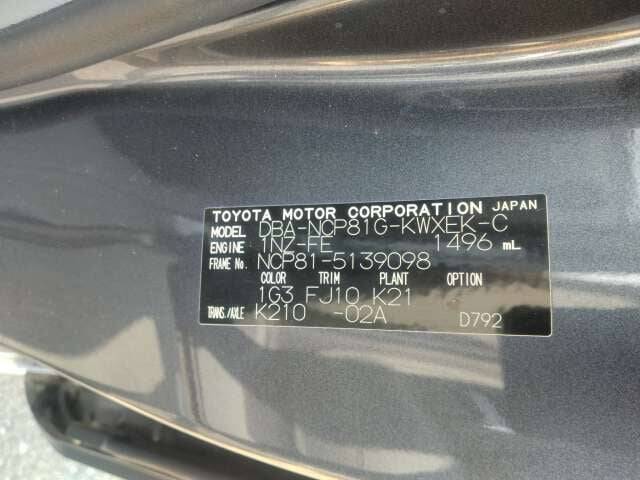 TOYOTA MOTOR CORPORATION JAPAN
MODEL DBA-NCP81G-KWXEK-C
ENGINE 1NZ-FE 1496 mL
FRAME No. NCP81-5139098
COLOR TRIM PLANT OPTION
1G3 FJ10 K21
TRANS./AXLE K210 -02A D792